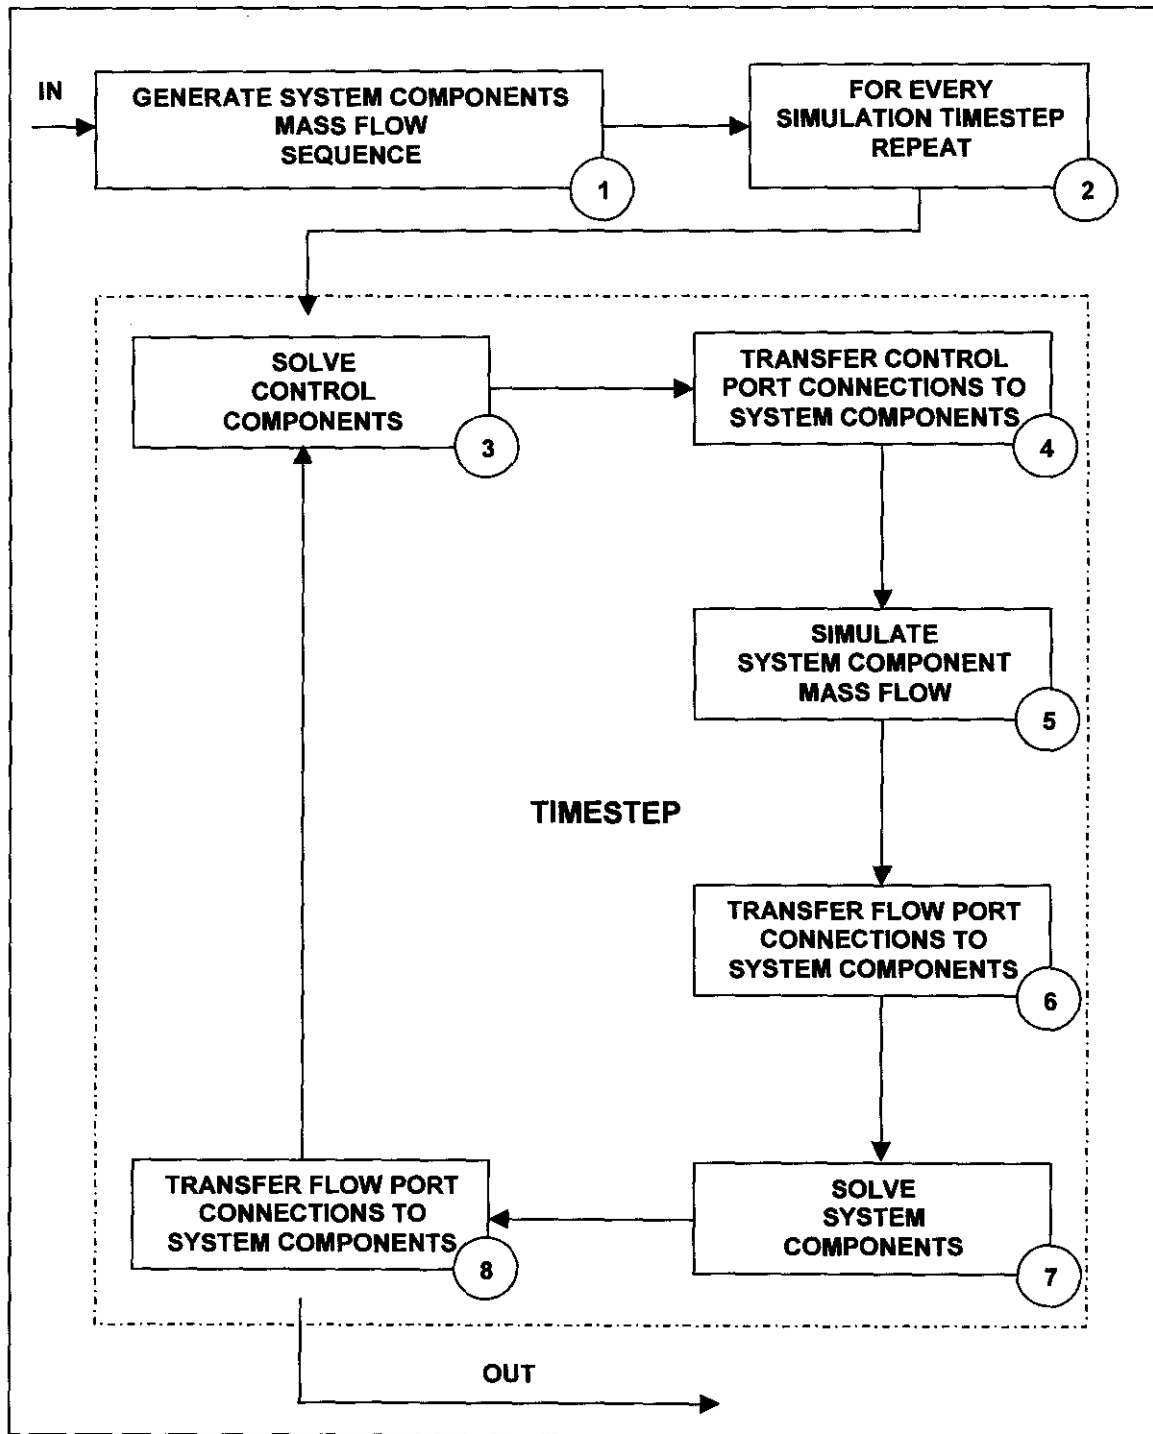 IN
GENERATE SYSTEM COMPONENTS
MASS FLOW
SEQUENCE
1
FOR EVERY
SIMULATION TIMESTEP
REPEAT
2
SOLVE
CONTROL
COMPONENTS
3
TRANSFER CONTROL
PORT CONNECTIONS TO
SYSTEM COMPONENTS
4
SIMULATE
SYSTEM COMPONENT
MASS FLOW
5
TIMESTEP
TRANSFER FLOW PORT
CONNECTIONS TO
SYSTEM COMPONENTS
6
SOLVE
SYSTEM
COMPONENTS
7
TRANSFER FLOW PORT
CONNECTIONS TO
SYSTEM COMPONENTS
8
OUT